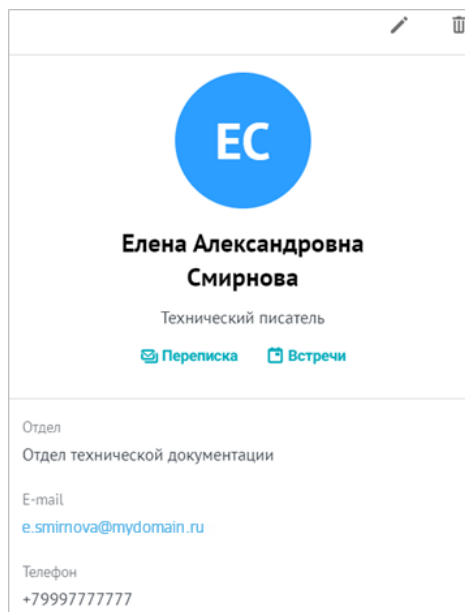 ЕС
Елена Александровна
Смирнова
Технический писатель
Переписка Встречи
Отдел
Отдел технической документации
E-mail
e.smirnova@mydomain.ru
Телефон
+79997777777